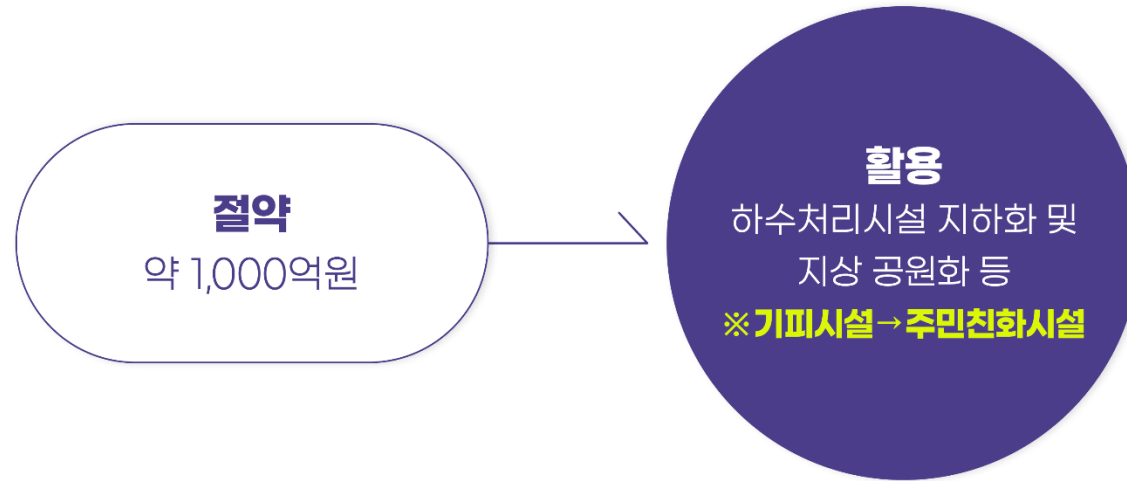 절약
약 1,000억원
활용
하수처리시설 지하화 및
지상 공원화 등
※기피시설→주민친화시설